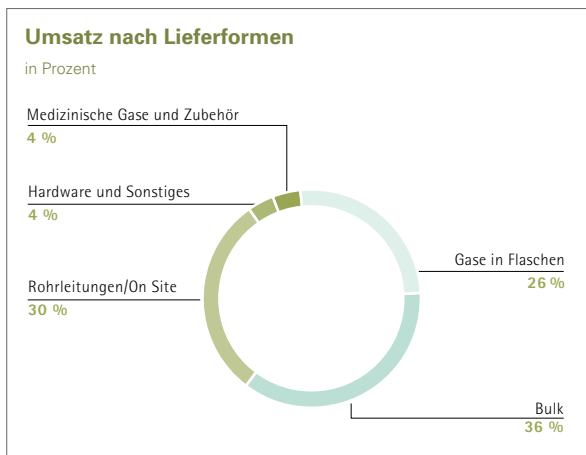 Umsatz nach Lieferformen
in Prozent
Medizinische Gase und Zubehör
4 %
Hardware und Sonstiges
4 %
Rohrleitungen/On Site
30 %
Gase in Flaschen
26 %
Bulk
36 %